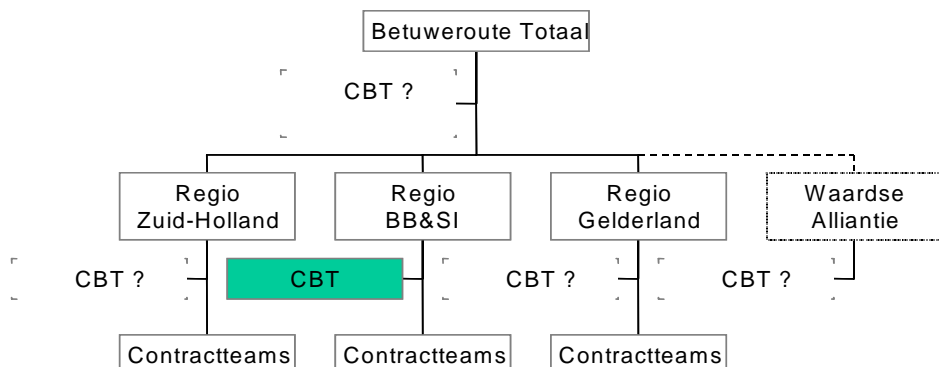 Betuweroute Totaal
CBT ?
Regio
Zuid-Holland
Regio
BB&SI
Regio
Gelderland
Waardse
Alliantie
CBT ?
CBT
CBT ?
CBT ?
Contractteams
Contractteams
Contractteams